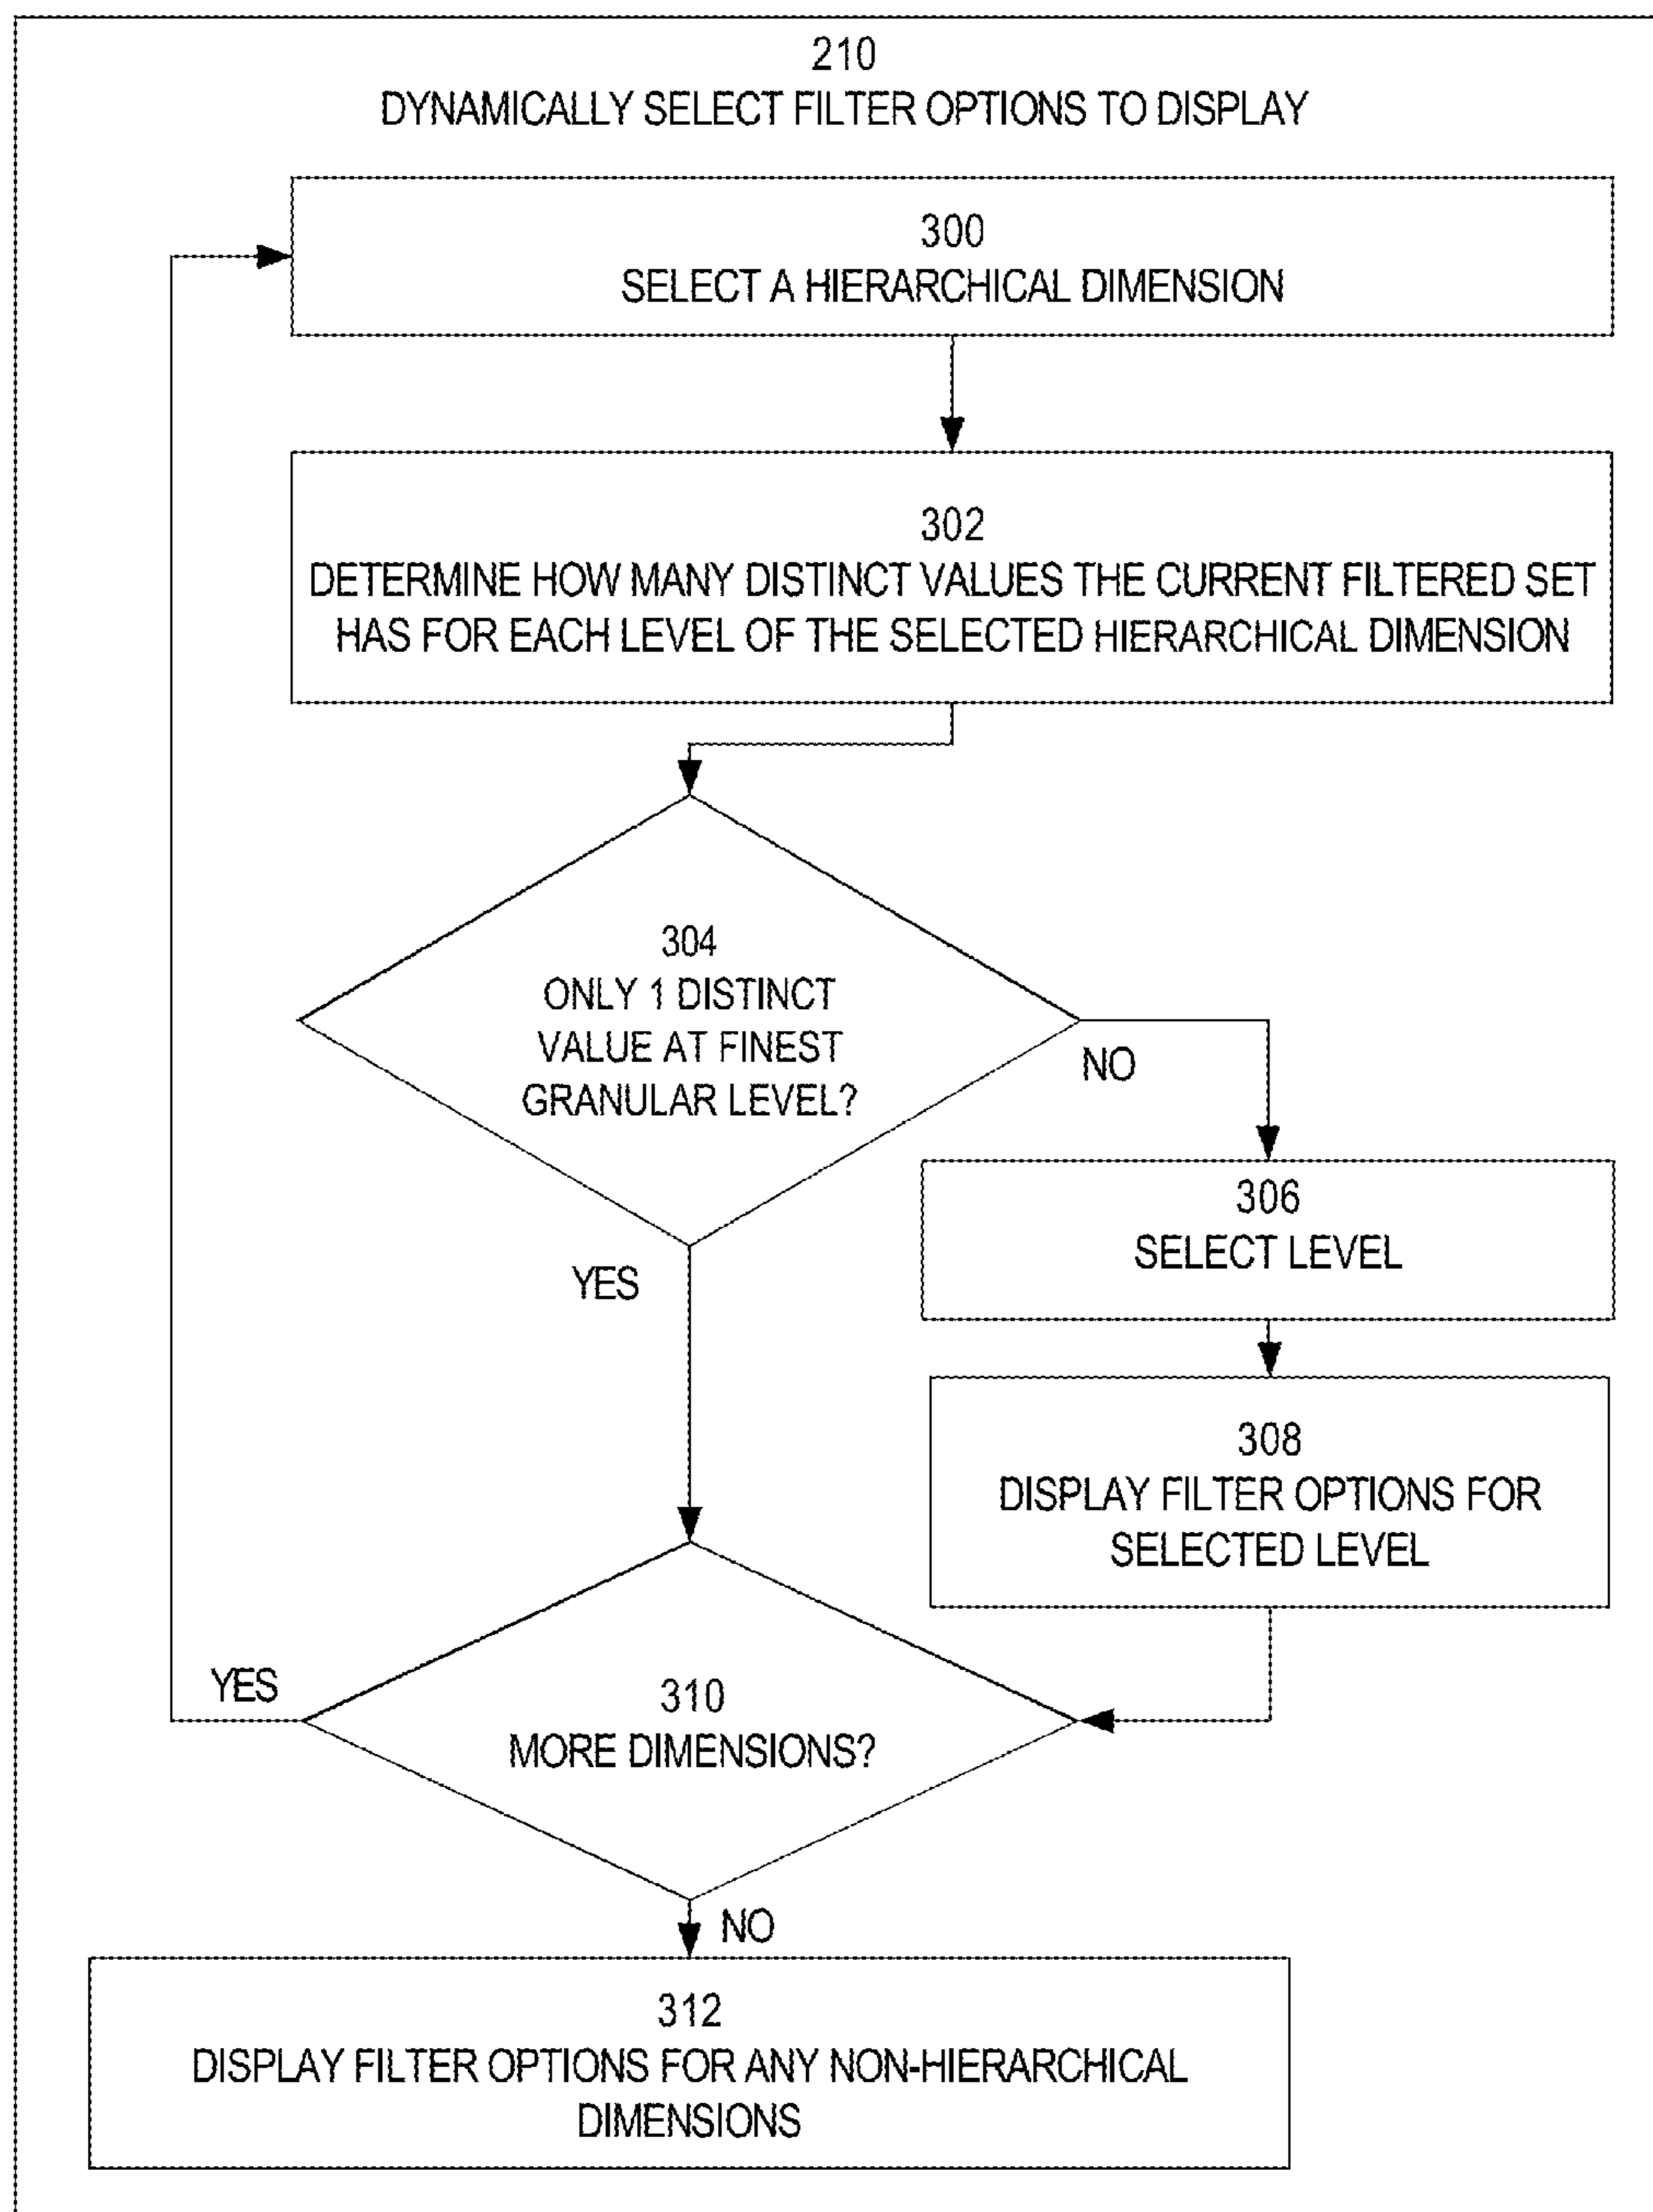 210
DYNAMICALLY SELECT FILTER OPTIONS TO DISPLAY
300
SELECT A HIERARCHICAL DIMENSION
302
DETERMINE HOW MANY DISTINCT VALUES THE CURRENT FILTERED SET
HAS FOR EACH LEVEL OF THE SELECTED HIERARCHICAL DIMENSION
304
ONLY 1 DISTINCT
VALUE AT FINEST
GRANULAR LEVEL?
NO
306
SELECT LEVEL
YES
308
DISPLAY FILTER OPTIONS FOR
SELECTED LEVEL
YES
310
MORE DIMENSIONS?
NO
312
DISPLAY FILTER OPTIONS FOR ANY NON-HIERARCHICAL
DIMENSIONS